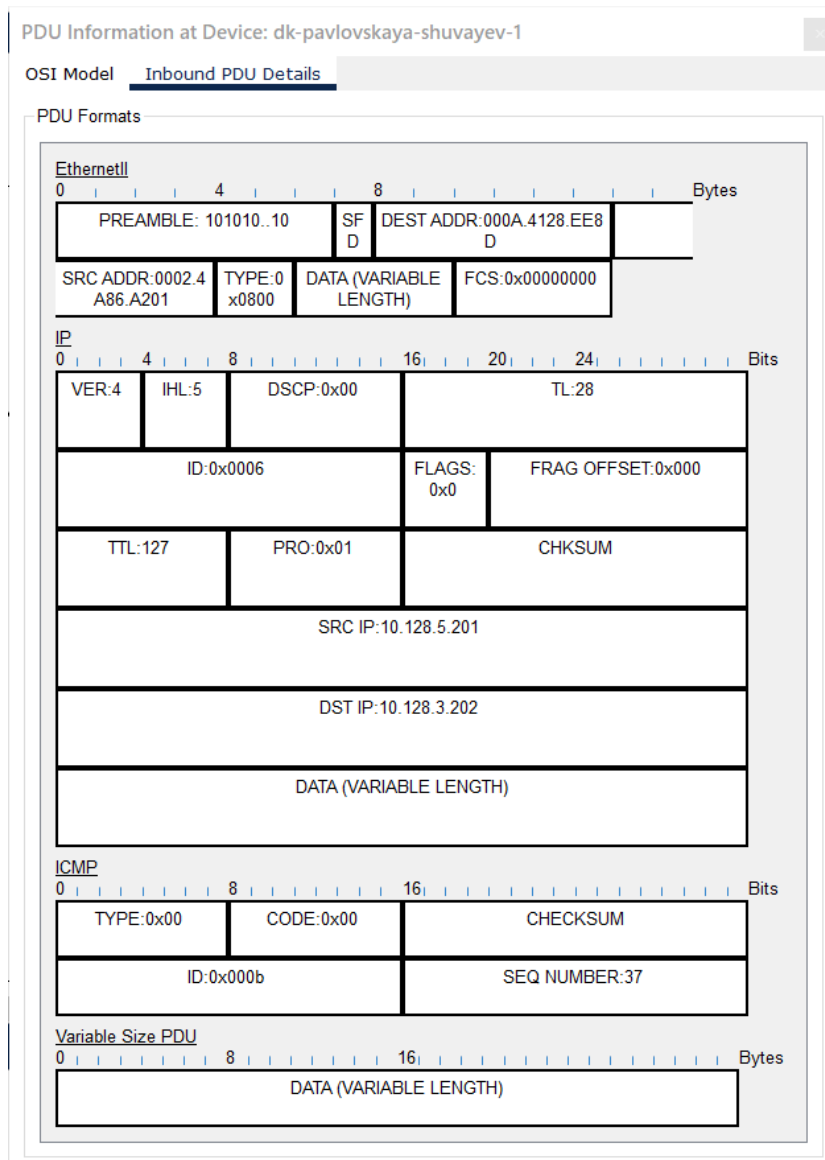 PDU Information at Device: dk-pavlovskaya-shuvayev-1
OSI Model Inbound PDU Details
PDU Formats
EthernetII
0 4 8 Bytes
PREAMBLE: 101010..10
SF
D
DEST ADDR:000A.4128.EE8
D
SRC ADDR:0002.4
A86.A201
TYPE:0
x0800
DATA (VARIABLE
LENGTH)
FCS:0x00000000
IP
0 4 8 16 20 24 Bits
VER:4 IHL:5 DSCP:0x00 TL:28
ID:0x0006
FLAGS:
0x0
FRAG OFFSET:0x000
TTL:127 PRO:0x01 CHKSUM
SRC IP:10.128.5.201
DST IP:10.128.3.202
DATA (VARIABLE LENGTH)
ICMP
0 8 16 Bits
TYPE:0x00 CODE:0x00 CHECKSUM
ID:0x000b SEQ NUMBER:37
Variable Size PDU
0 8 16 Bytes
DATA (VARIABLE LENGTH)